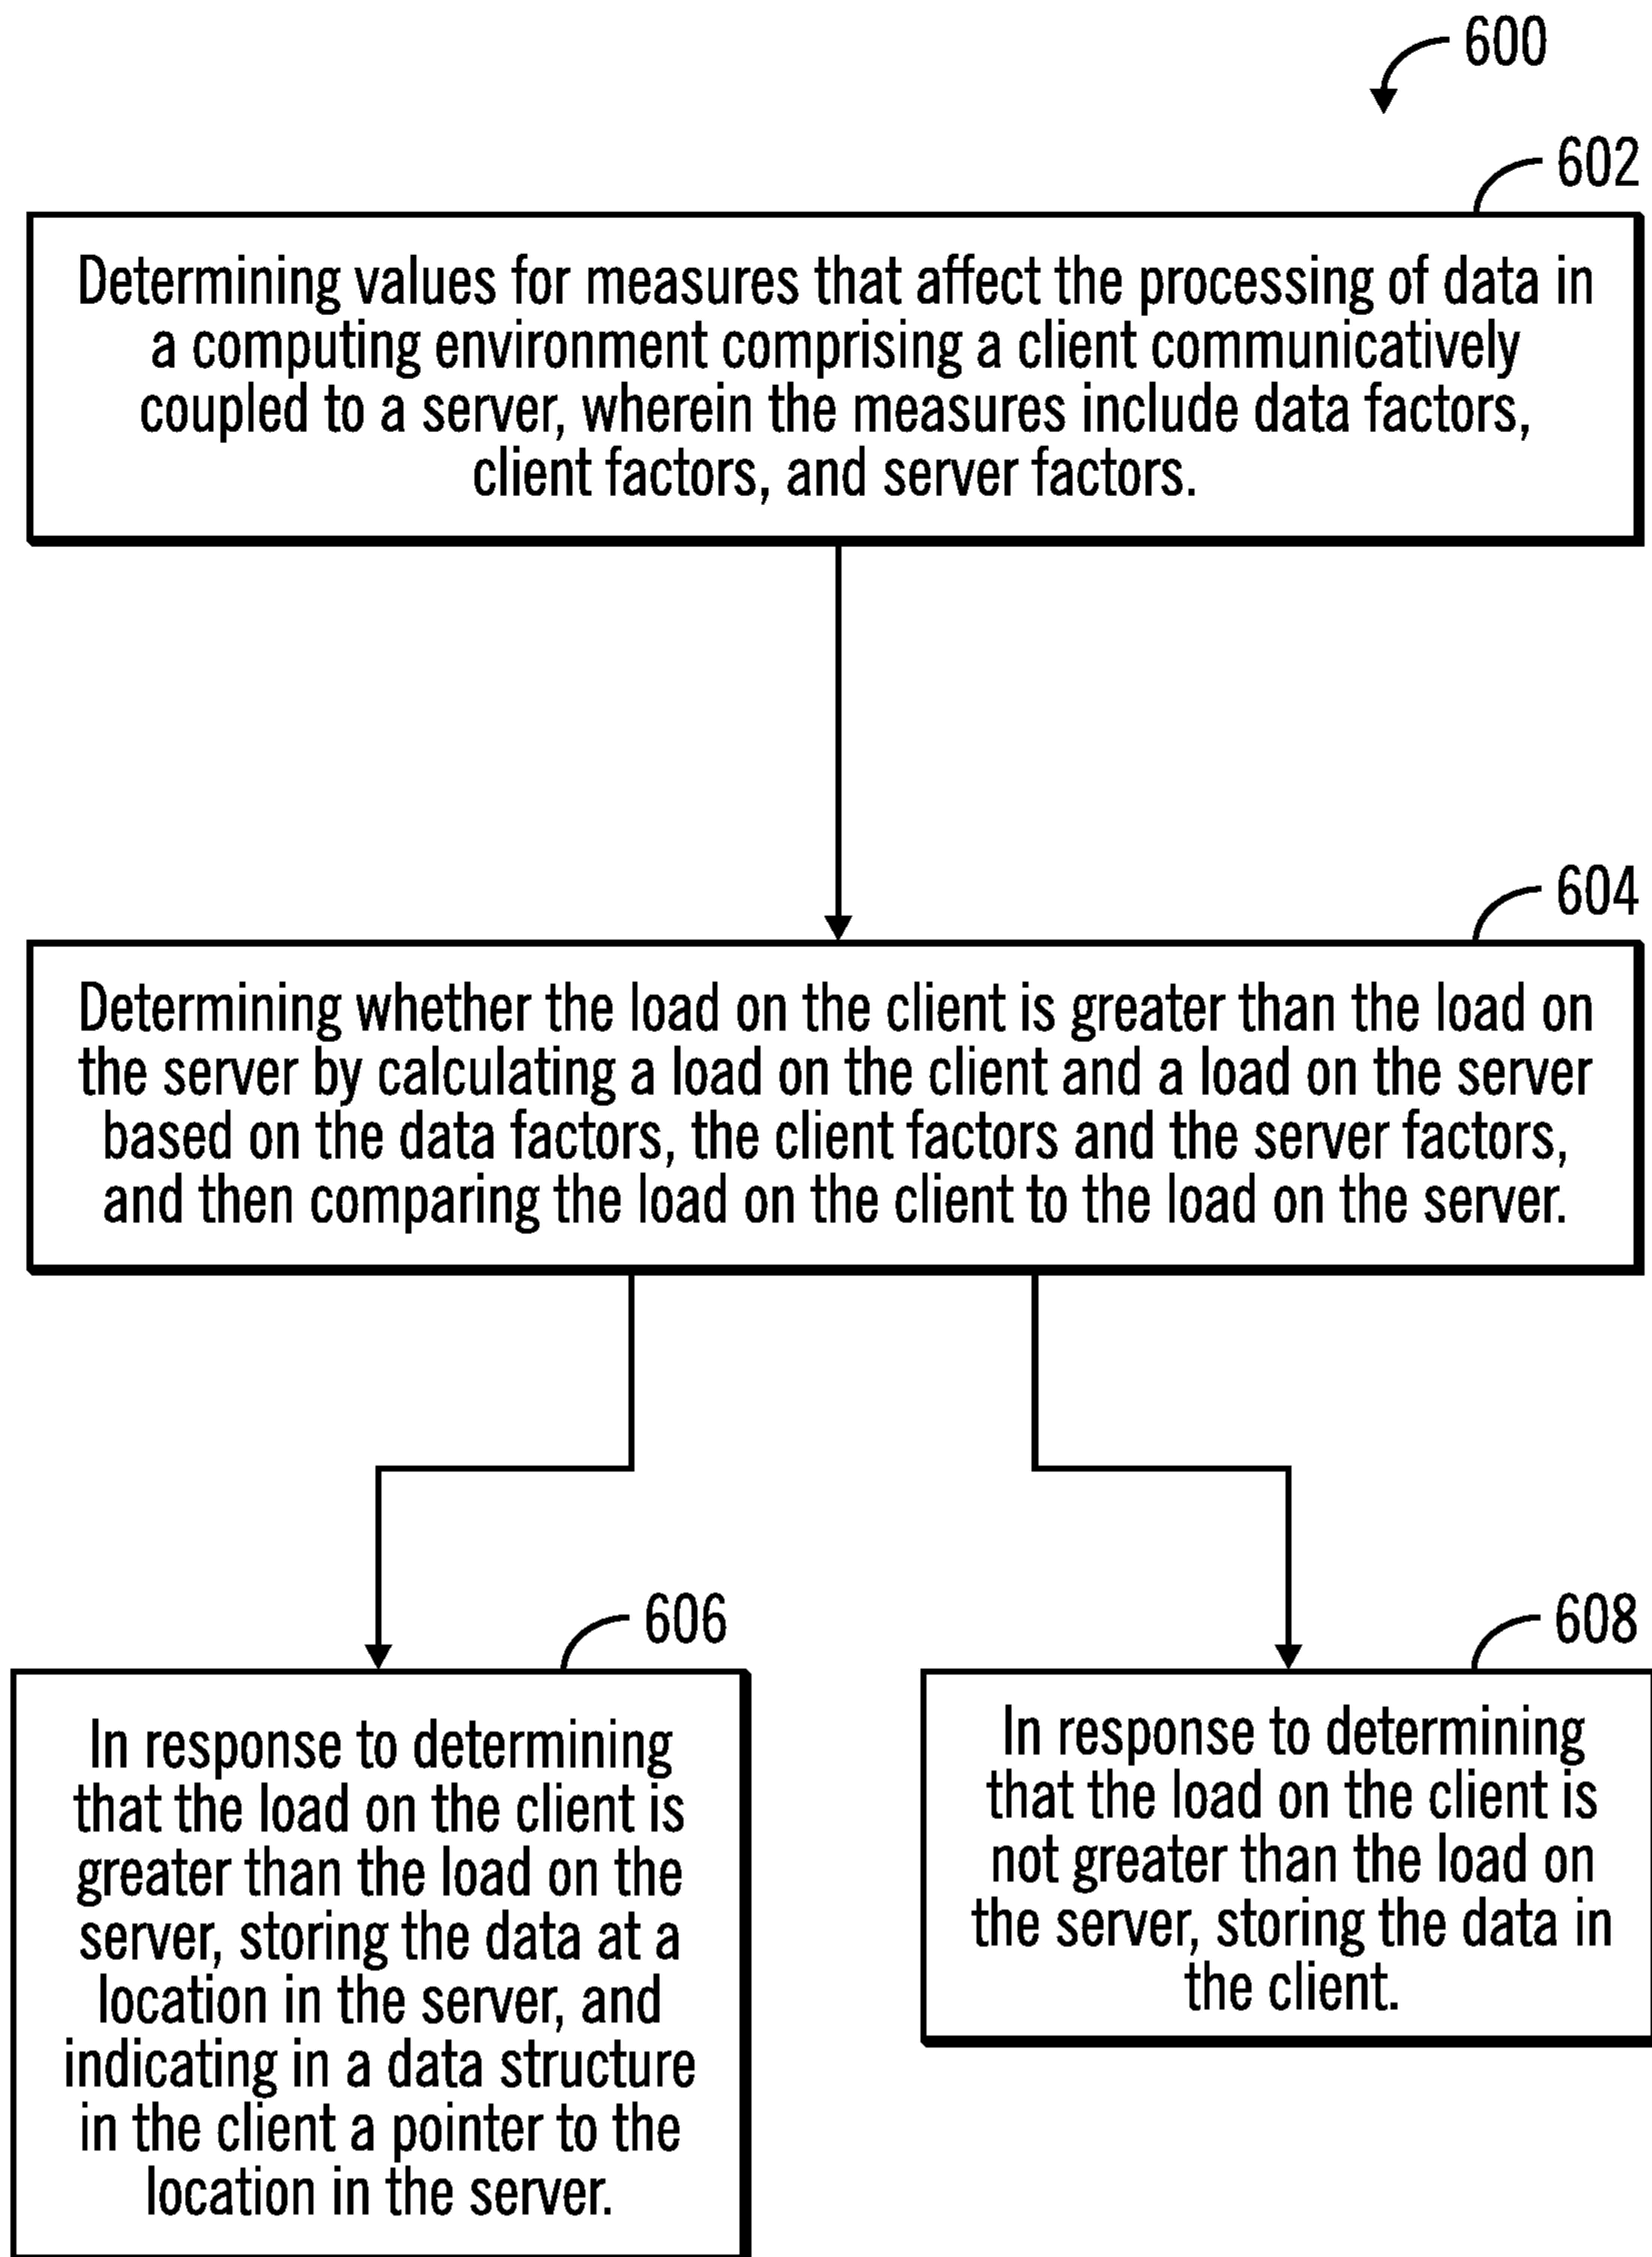 600
602
Determining values for measures that affect the processing of data in
a computing environment comprising a client communicatively
coupled to a server, wherein the measures include data factors,
client factors, and server factors.
604
Determining whether the load on the client is greater than the load on
the server by calculating a load on the client and a load on the server
based on the data factors, the client factors and the server factors,
and then comparing the load on the client to the load on the server.
606
In response to determining
that the load on the client is
greater than the load on the
server, storing the data at a
location in the server, and
indicating in a data structure
in the client a pointer to the
location in the server.
608
In response to determining
that the load on the client is
not greater than the load on
the server, storing the data in
the client.